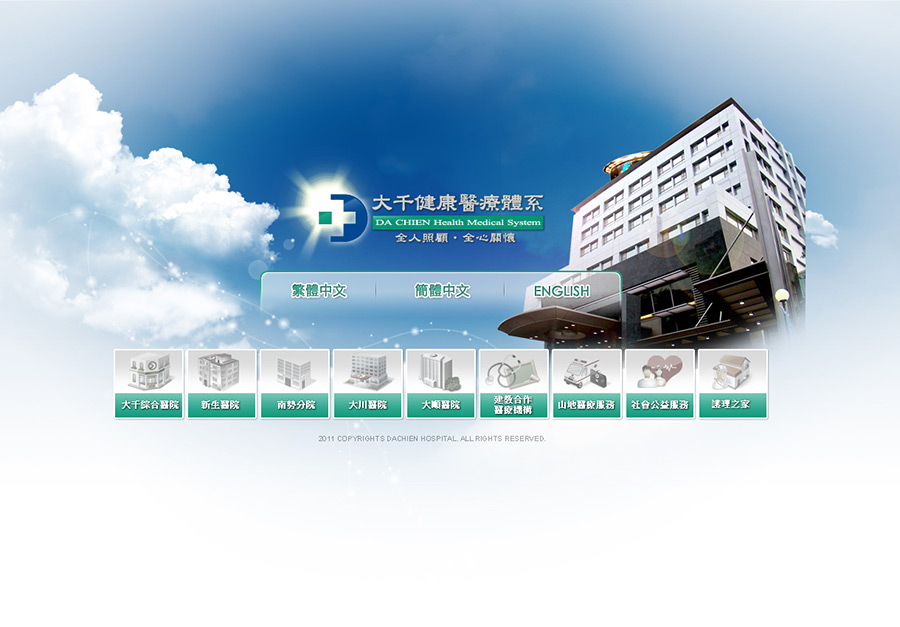 大千健康醫療體系
DA CHIEN Health Medical System
全人照顧・全心關懷
繁體中文
簡體中文
ENGLISH
大千綜合醫院
新生醫院
南勢分院
大川醫院
大順醫院
建教合作
醫療機構
山地醫療服務
社會公益服務
護理之家
2011 COPYRIGHTS DACHIEN HOSPITAL. ALL RIGHTS RESERVED.